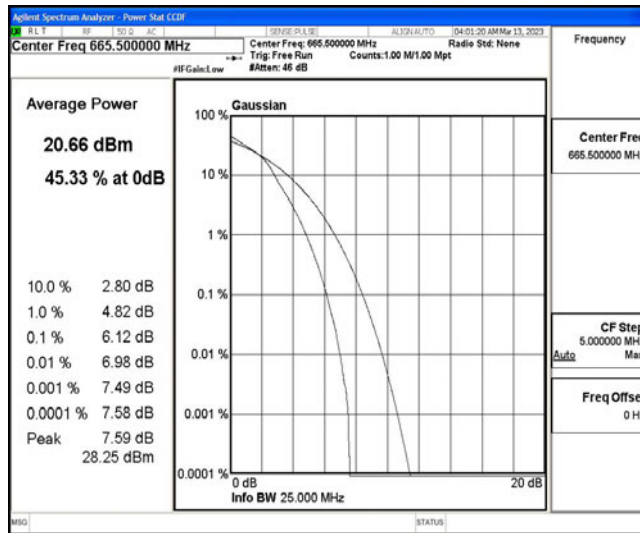 Agilent Spectrum Analyzer - Power Stat CCDF
RLT RF 50 Ω AC SENSE:PULSE ALIGNAUTO 04:01:20 AM Mar 13, 2023
Center Freq 665.500000 MHz
Center Freq: 665.500000 MHz Radio Std: None
Trig: Free Run Counts:1.00 M/1.00 Mpt
#IFGain:Low #Atten: 46 dB
Frequency
Average Power
20.66 dBm
45.33 % at 0dB
10.0 % 2.80 dB
1.0 % 4.82 dB
0.1 % 6.12 dB
0.01 % 6.98 dB
0.001 % 7.49 dB
0.0001 % 7.58 dB
Peak 7.59 dB
28.25 dBm
Gaussian
100 %
10 %
1 %
0.1 %
0.01 %
0.001 %
0.0001 %
0 dB 20 dB
Info BW 25.000 MHz
Center Fre
665.500000 MH
CF Step
5.000000 MH
Auto Ma
Freq Offse
0 H
MSG STATUS